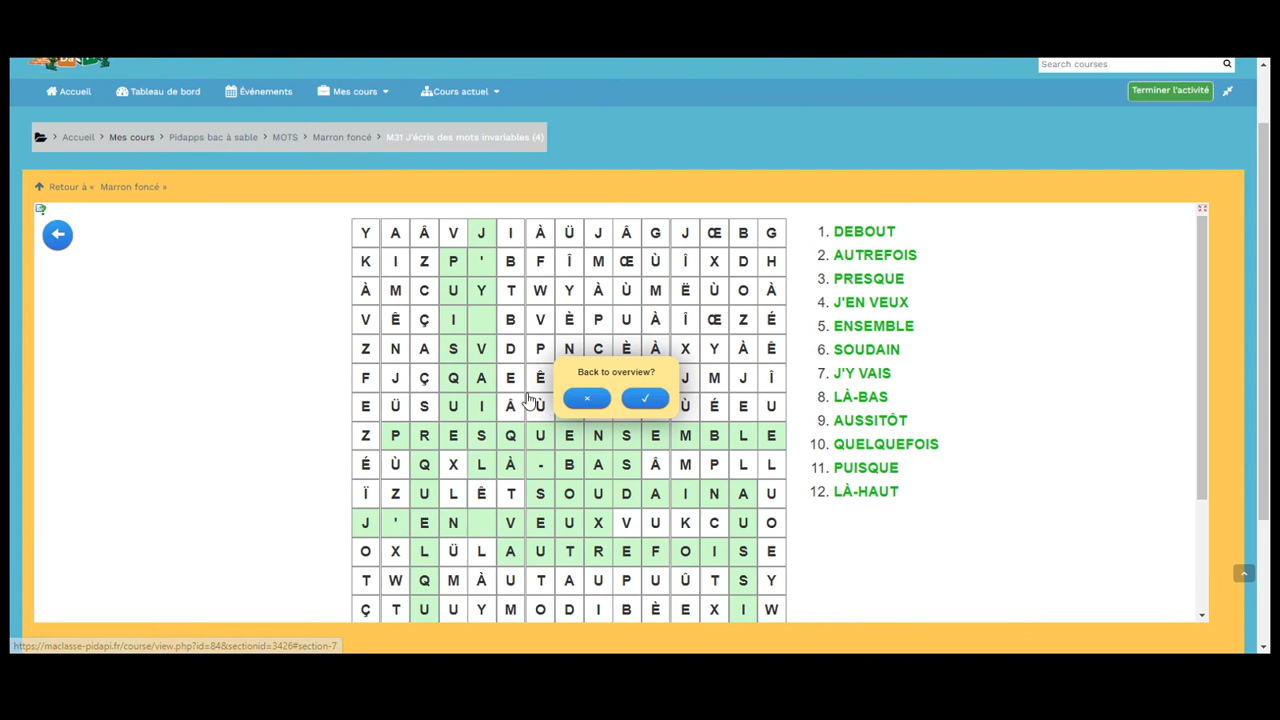 Search courses
Accueil Tableau de bord Événements Mes cours Cours actuel Terminer l'activité
Accueil > Mes cours > Pidapps bac à sable > MOTS > Marron foncé > M31 J'écris des mots invariables (4)
Retour à « Marron foncé »
Y A Â V J I À Ü J Â G J Œ B G
K I Z P ' B F Î M Œ Ù Î X D H
À M C U Y T W Y À Ù M Ë Ù O À
V Ê Ç I B V È P U À Î Œ Z É
Z N A S V D P N C È À X Y À Ê
F J Ç Q A E Ê J M J Î
E Ü S U I Â Ù Ù É E U
Z P R E S Q U E N S E M B L E
É Ù Q X L À - B A S Â M P L L
Ï Z U L Ê T S O U D A I N A U
J ' E N V E U X V U K C U O
O X L Ü L A U T R E F O I S E
T W Q M À U T A U P U Û T S Y
Ç T U U Y M O D I B È E X I W
Back to overview?
× ✓
1. DEBOUT
2. AUTREFOIS
3. PRESQUE
4. J'EN VEUX
5. ENSEMBLE
6. SOUDAIN
7. J'Y VAIS
8. LÀ-BAS
9. AUSSITÔT
10. QUELQUEFOIS
11. PUISQUE
12. LÀ-HAUT
https://maclasse-pidapi.fr/course/view.php?id=84&sectionid=3426#section-7